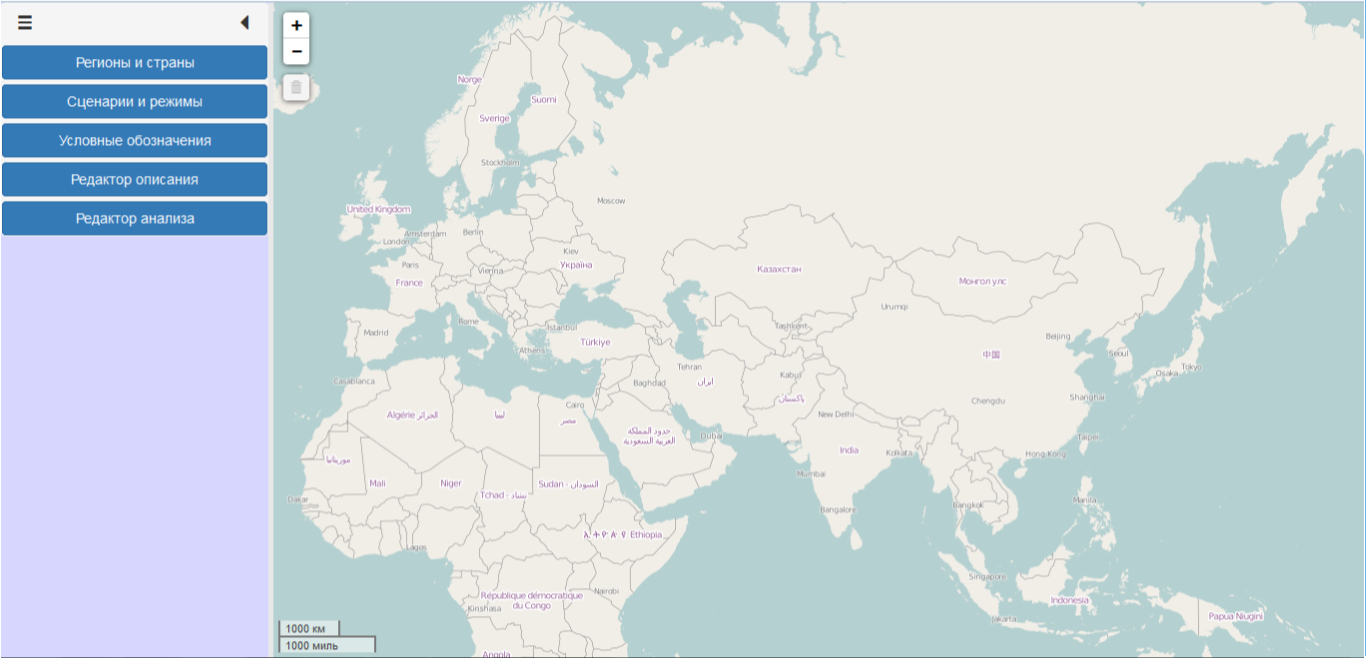 Регионы и страны
Сценарии и режимы
Условные обозначения
Редактор описания
Редактор анализа
+
−
Norge
Suomi
Sverige
Stockholm
Moscow
United Kingdom
Amsterdam
Berlin
London
Kiev
Україна
Paris
Vienna
France
Казахстан
Монгол улс
Urumqi
Rome
Madrid
Istanbul
Türkiye
Athens
Tashkent
Beijing
中国
Seoul
Tokyo
Osaka
Tehran
ایران
Kabul
Baghdad
Casablanca
پاکستان
Chengdu
Shanghai
Cairo
مصر
Algérie الجزائر
ليبيا
New Delhi
حدود المملكة
العربية السعودية
Dubai
Taipei
India
Kolkata
Hong Kong
موريتانيا
Mumbai
Mali
Niger
Tchad - تشاد
Sudan - السودان
Dakar
Manila
Bangkok
Bangalore
Lagos
Ethiopia
Singapore
Nairobi
République démocratique
du Congo
Kinshasa
Indonesia
Jakarta
Papua Niugini
Angola
1000 км
1000 миль